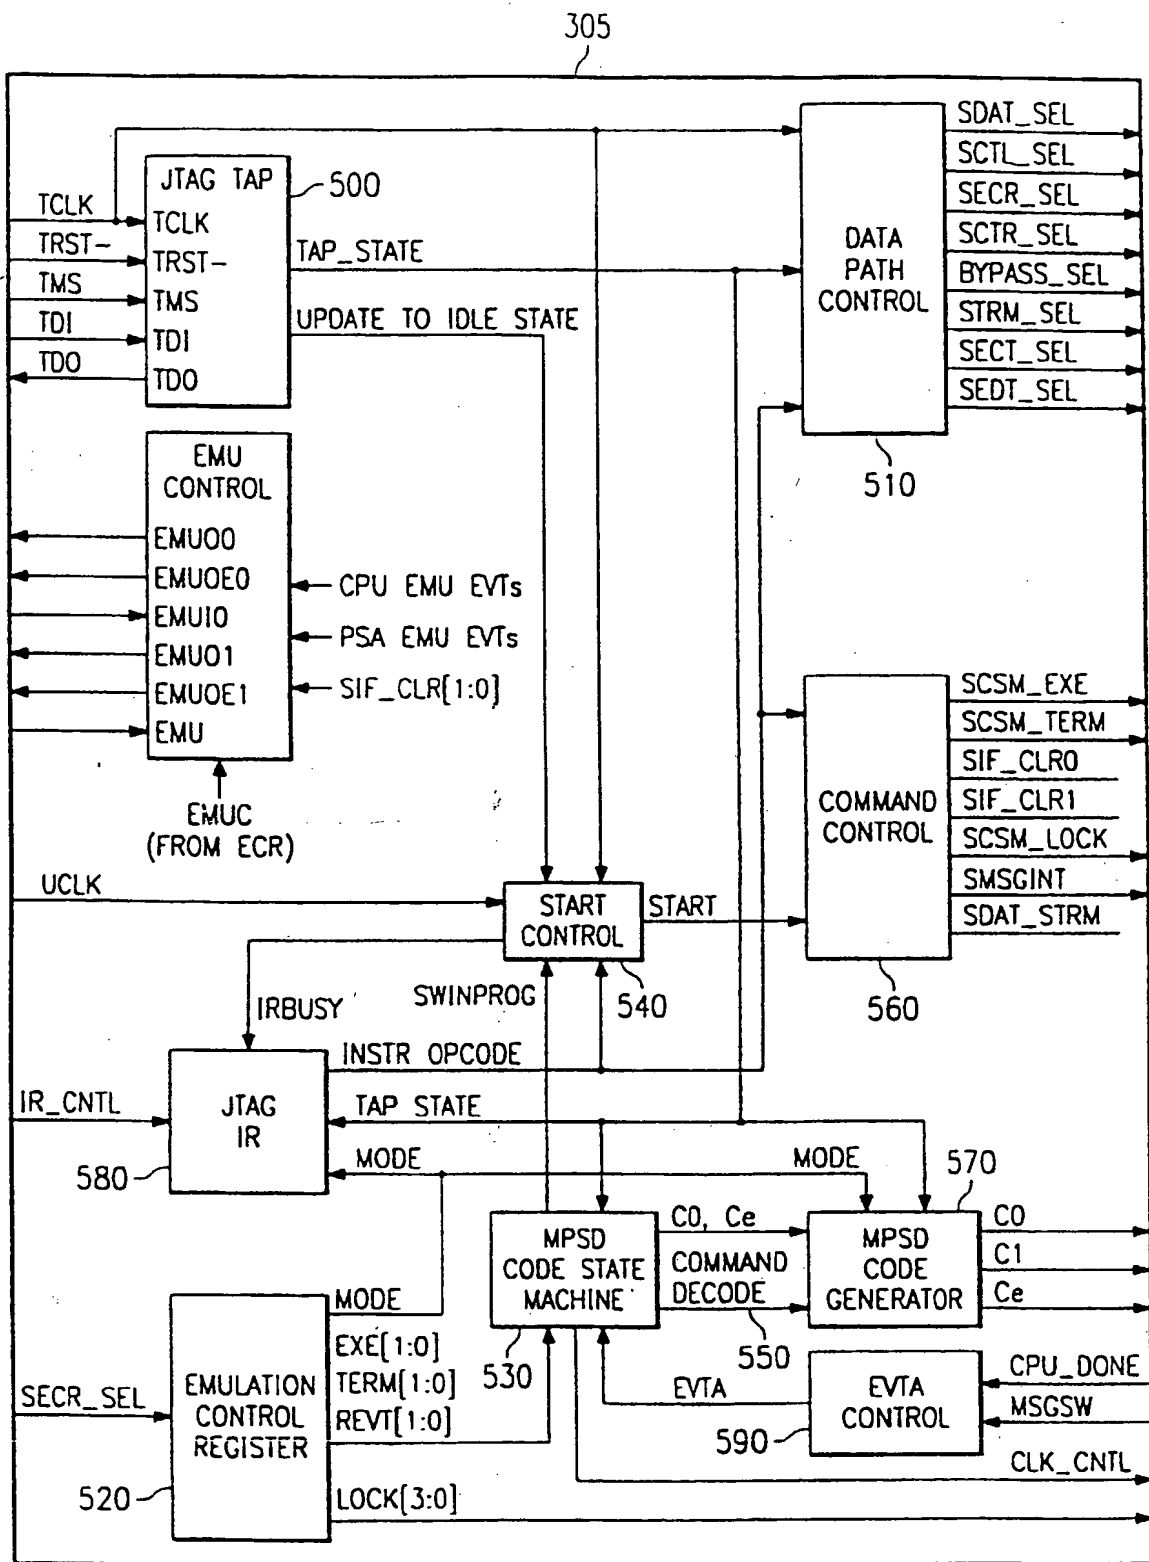 305
JTAG TAP
500
TCLK
TCLK
TRST-
TRST-
TMS
TMS
TDI
TDI
TDO
TDO
TAP_STATE
UPDATE TO IDLE STATE
DATA
PATH
CONTROL
510
SDAT_SEL
SCTL_SEL
SECR_SEL
SCTR_SEL
BYPASS_SEL
STRM_SEL
SECT_SEL
SEDT_SEL
EMU
CONTROL
EMUO0
EMUOE0
EMUI0
EMUO1
EMUOE1
EMU
CPU EMU EVTs
PSA EMU EVTs
SIF_CLR[1:0]
EMUC
(FROM ECR)
COMMAND
CONTROL
560
SCSM_EXE
SCSM_TERM
SIF_CLR0
SIF_CLR1
SCSM_LOCK
SMSGINT
SDAT_STRM
UCLK
START
CONTROL
540
START
IRBUSY
SWINPROG
JTAG
IR
580
IR_CNTL
INSTR OPCODE
TAP STATE
MODE
MODE
570
MPSD
CODE STATE
MACHINE
530
C0, Ce
COMMAND
DECODE
550
MPSD
CODE
GENERATOR
C0
C1
Ce
EMULATION
CONTROL
REGISTER
520
SECR_SEL
MODE
EXE[1:0]
TERM[1:0]
REVT[1:0]
LOCK[3:0]
EVTA
EVTA
CONTROL
590
CPU_DONE
MSGSW
CLK_CNTL